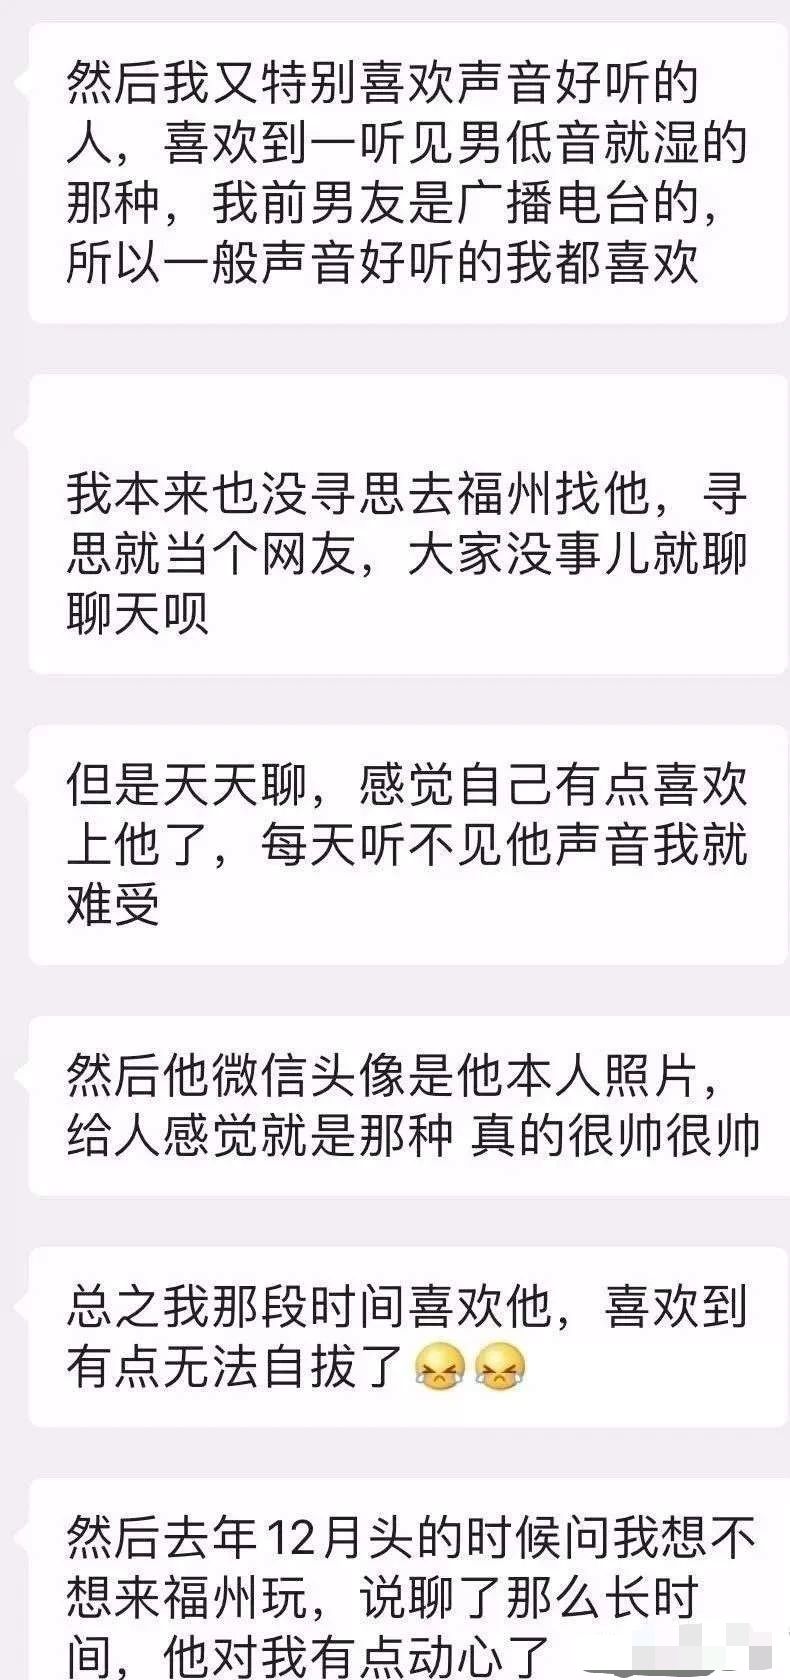 然后我又特别喜欢声音好听的
人，喜欢到一听见男低音就湿的
那种，我前男友是广播电台的，
所以一般声音好听的我都喜欢
我本来也没寻思去福州找他，寻
思就当个网友，大家没事儿就聊
聊天呗
但是天天聊，感觉自己有点喜欢
上他了，每天听不见他声音我就
难受
然后他微信头像是他本人照片，
给人感觉就是那种 真的很帅很帅
总之我那段时间喜欢他，喜欢到
有点无法自拔了😭😭
然后去年12月头的时候问我想不
想来福州玩，说聊了那么长时
间，他对我有点动心了